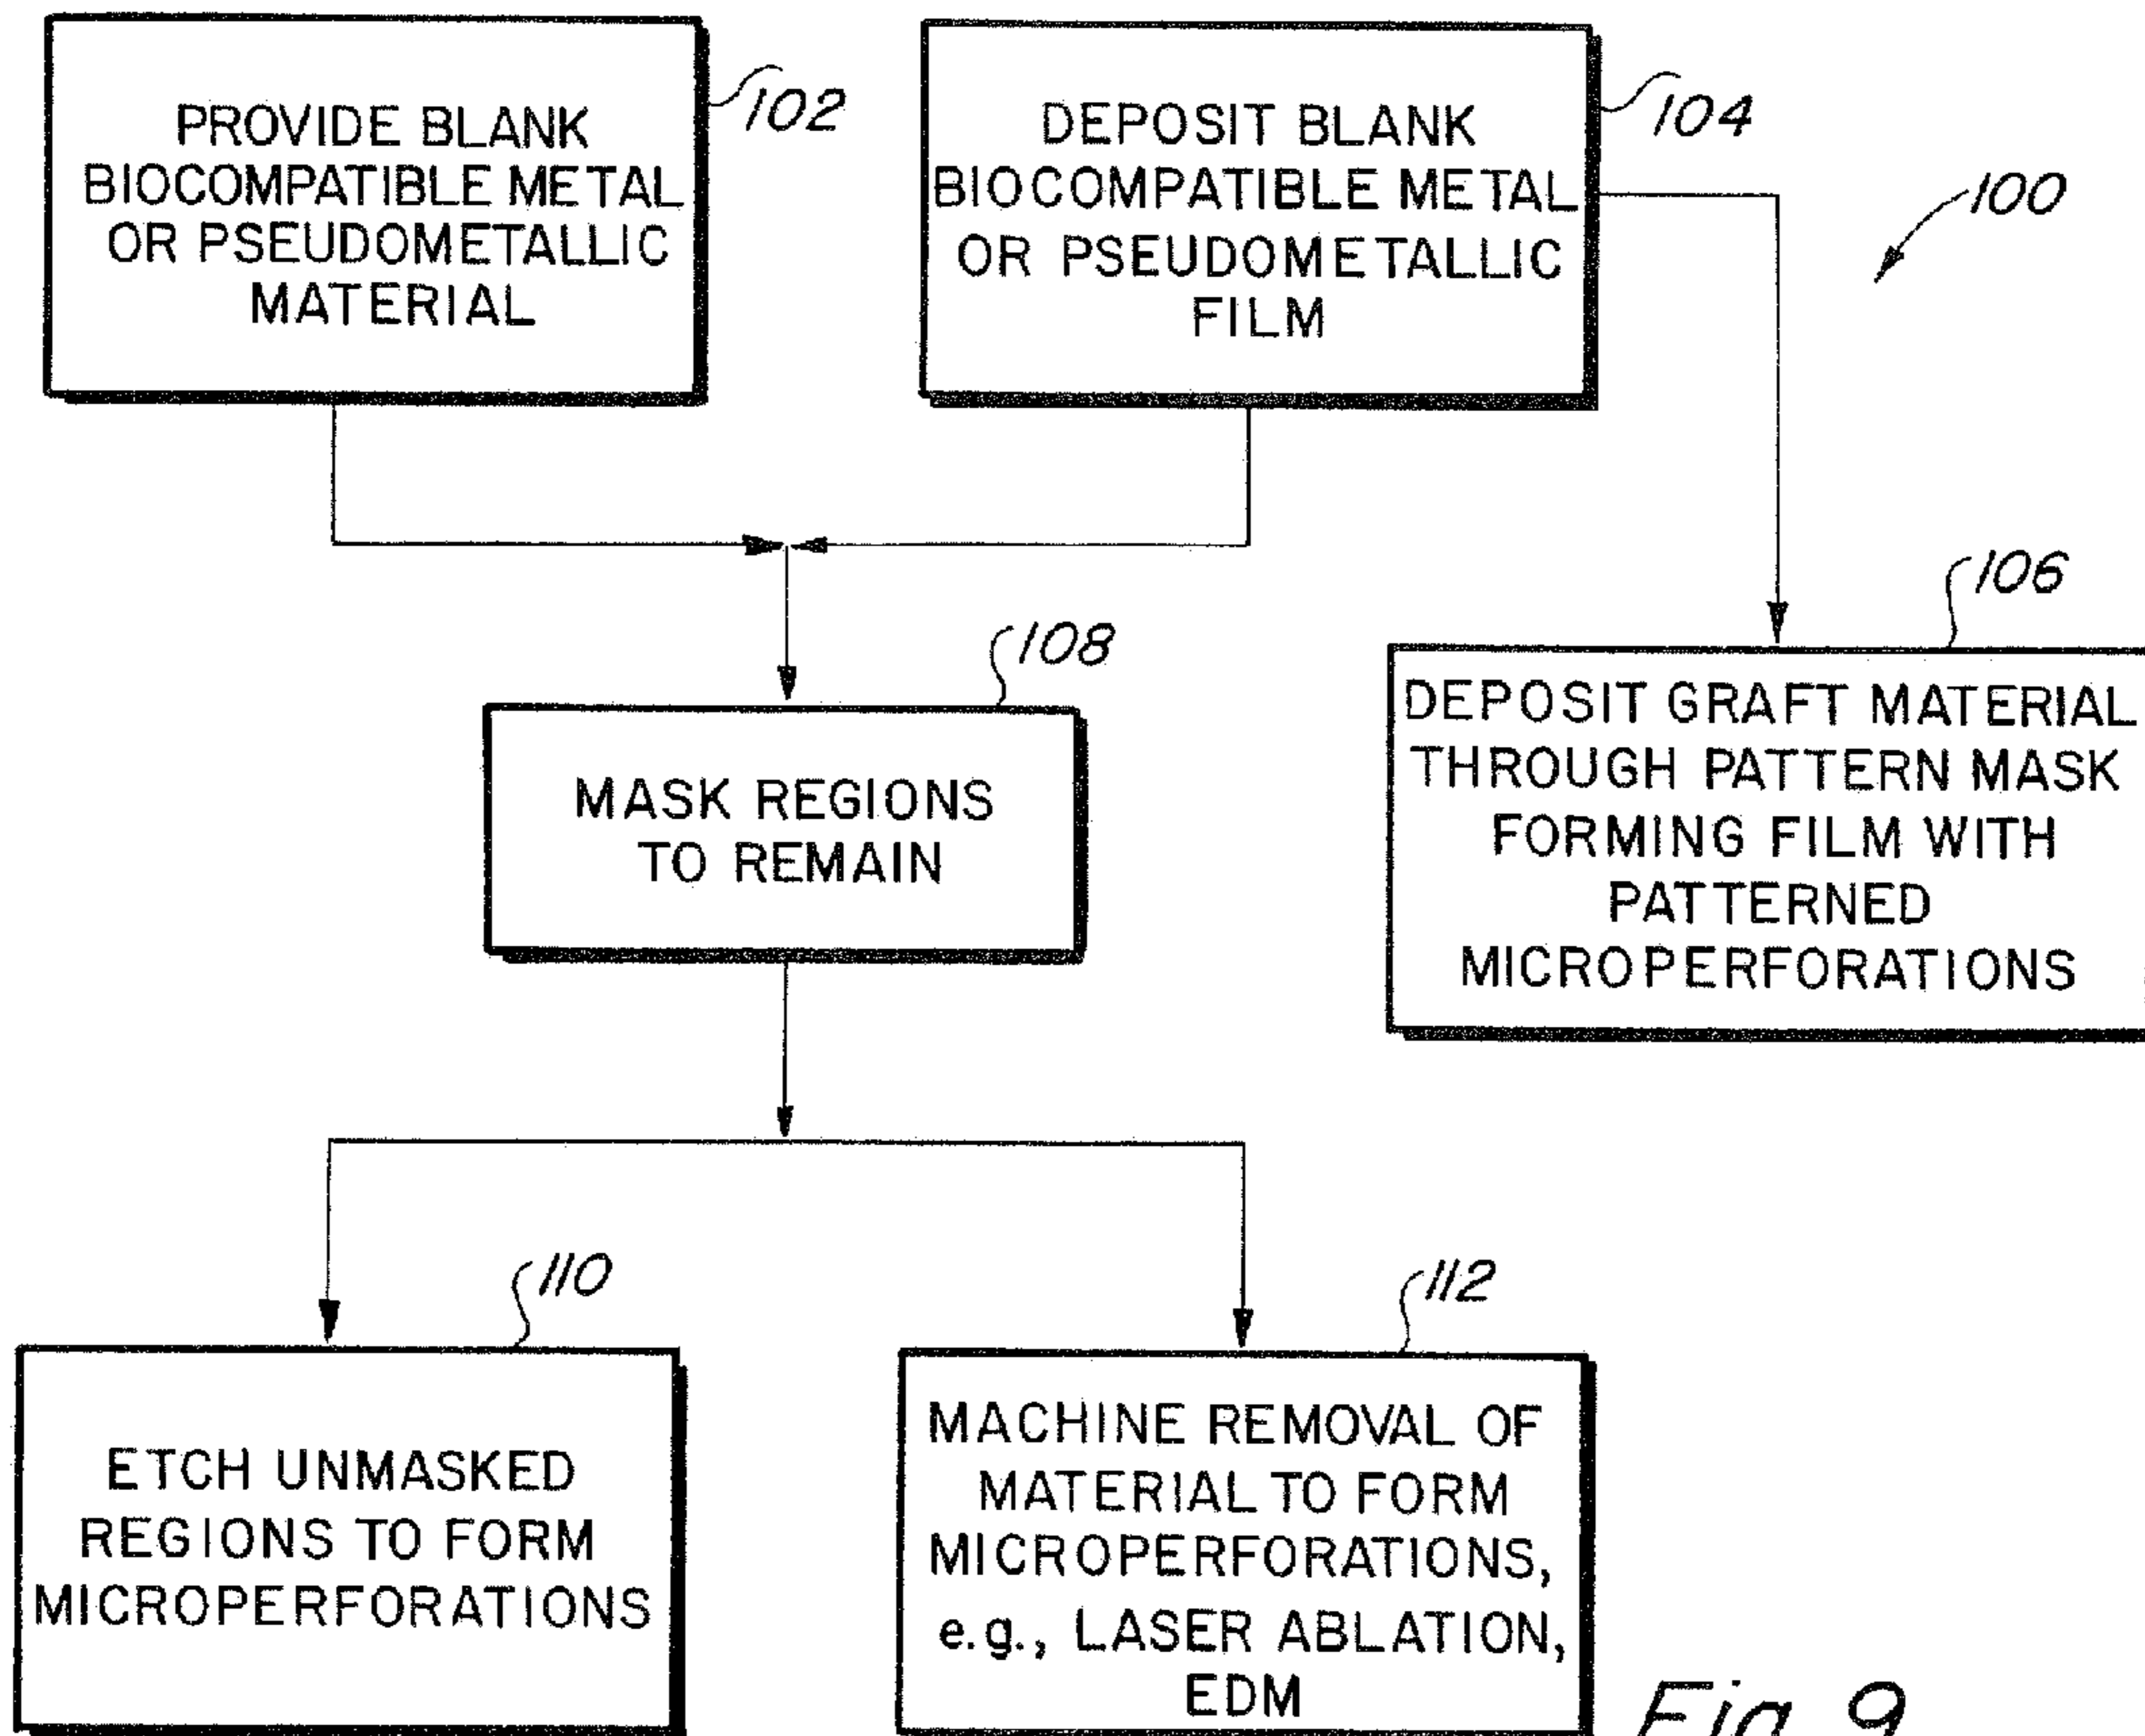 PROVIDE BLANK
BIOCOMPATIBLE METAL
OR PSEUDOMETALLIC
MATERIAL
102
DEPOSIT BLANK
BIOCOMPATIBLE METAL
OR PSEUDOMETALLIC
FILM
104
100
106
DEPOSIT GRAFT MATERIAL
THROUGH PATTERN MASK
FORMING FILM WITH
PATTERNED
MICROPERFORATIONS
108
MASK REGIONS
TO REMAIN
110
ETCH UNMASKED
REGIONS TO FORM
MICROPERFORATIONS
112
MACHINE REMOVAL OF
MATERIAL TO FORM
MICROPERFORATIONS,
e.g., LASER ABLATION,
EDM
Fig. 9